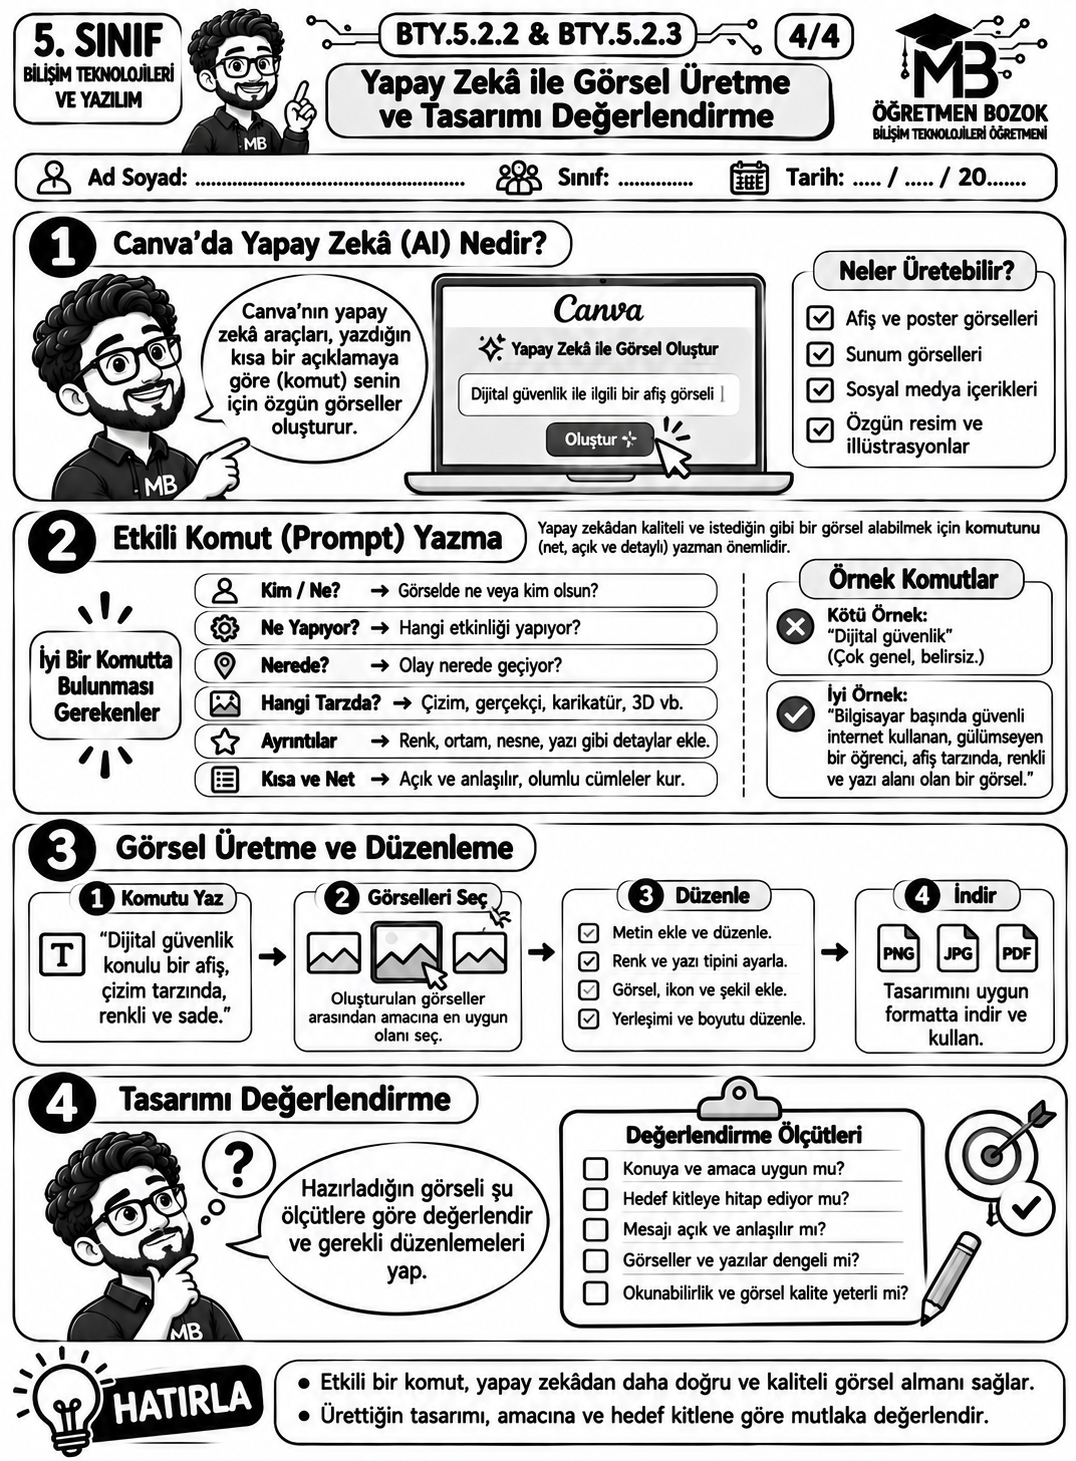 5. SINIF
BİLİŞİM TEKNOLOJİLERİ
VE YAZILIM
MB
BTY.5.2.2 & BTY.5.2.3
4/4
Yapay Zekâ ile Görsel Üretme
ve Tasarımı Değerlendirme
MB
ÖĞRETMEN BOZOK
BİLİŞİM TEKNOLOJİLERİ ÖĞRETMENİ
Ad Soyad: ....................................................
Sınıf: ..............
Tarih: ..... / ..... / 20.......
1
Canva'da Yapay Zekâ (AI) Nedir?
Canva'nın yapay
zekâ araçları, yazdığın
kısa bir açıklamaya
göre (komut) senin
için özgün görseller
oluşturur.
MB
Canva
Yapay Zekâ ile Görsel Oluştur
Dijital güvenlik ile ilgili bir afiş görseli |
Oluştur
Neler Üretebilir?
Afiş ve poster görselleri
Sunum görselleri
Sosyal medya içerikleri
Özgün resim ve
illüstrasyonlar
2
Etkili Komut (Prompt) Yazma
Yapay zekâdan kaliteli ve istediğin gibi bir görsel alabilmek için komutunu
(net, açık ve detaylı) yazman önemlidir.
İyi Bir Komutta
Bulunması
Gerekenler
Kim / Ne? → Görselde ne veya kim olsun?
Ne Yapıyor? → Hangi etkinliği yapıyor?
Nerede? → Olay nerede geçiyor?
Hangi Tarzda? → Çizim, gerçekçi, karikatür, 3D vb.
Ayrıntılar → Renk, ortam, nesne, yazı gibi detaylar ekle.
Kısa ve Net → Açık ve anlaşılır, olumlu cümleler kur.
Örnek Komutlar
Kötü Örnek:
"Dijital güvenlik"
(Çok genel, belirsiz.)
İyi Örnek:
"Bilgisayar başında güvenli
internet kullanan, gülümseyen
bir öğrenci, afiş tarzında, renkli
ve yazı alanı olan bir görsel."
3
Görsel Üretme ve Düzenleme
1 Komutu Yaz
T
"Dijital güvenlik
konulu bir afiş,
çizim tarzında,
renkli ve sade."
2 Görselleri Seç
Oluşturulan görseller
arasından amacına en uygun
olanı seç.
3 Düzenle
Metin ekle ve düzenle.
Renk ve yazı tipini ayarla.
Görsel, ikon ve şekil ekle.
Yerleşimi ve boyutu düzenle.
4 İndir
PNG JPG PDF
Tasarımını uygun
formatta indir ve
kullan.
4
Tasarımı Değerlendirme
?
Hazırladığın görseli şu
ölçütlere göre değerlendir
ve gerekli düzenlemeleri
yap.
MB
Değerlendirme Ölçütleri
Konuya ve amaca uygun mu?
Hedef kitleye hitap ediyor mu?
Mesajı açık ve anlaşılır mı?
Görseller ve yazılar dengeli mi?
Okunabilirlik ve görsel kalite yeterli mi?
HATIRLA
• Etkili bir komut, yapay zekâdan daha doğru ve kaliteli görsel almanı sağlar.
• Ürettiğin tasarımı, amacına ve hedef kitlene göre mutlaka değerlendir.